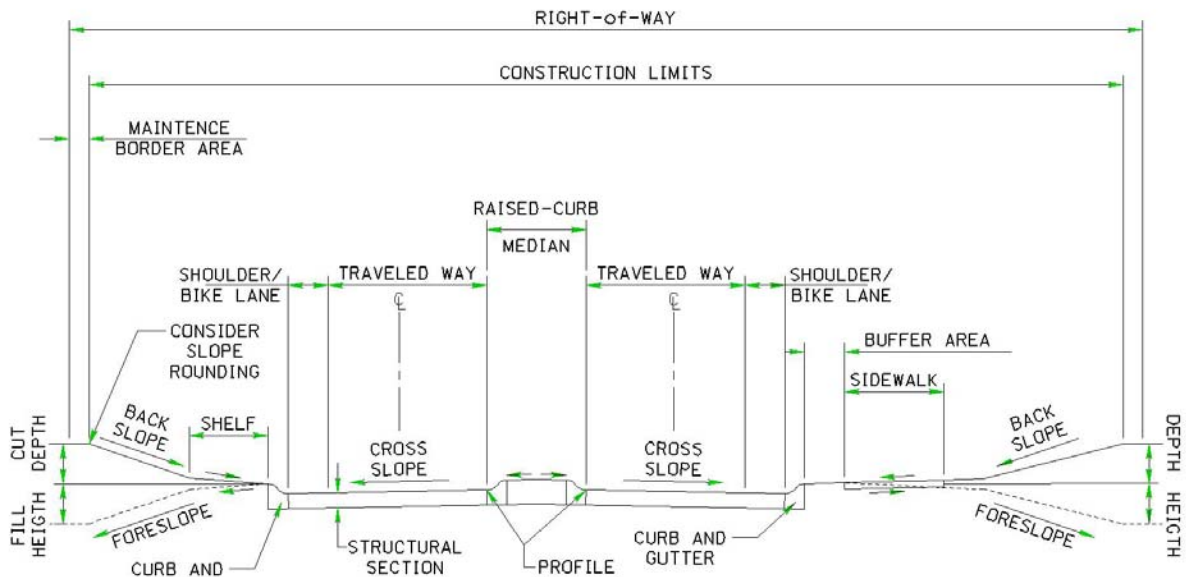 RIGHT-of-WAY
CONSTRUCTION LIMITS
MAINTENCE
BORDER AREA
RAISED-CURB
MEDIAN
SHOULDER/
BIKE LANE
TRAVELED WAY
TRAVELED WAY
SHOULDER/
BIKE LANE
℄
℄
CONSIDER
SLOPE
ROUNDING
BUFFER AREA
SIDEWALK
CUT
DEPTH
BACK
SLOPE
SHELF
CROSS
SLOPE
CROSS
SLOPE
BACK
SLOPE
DEPTH
FILL
HEIGTH
FORESLOPE
CURB AND
STRUCTURAL
SECTION
PROFILE
CURB AND
GUTTER
FORESLOPE
HEIGTH